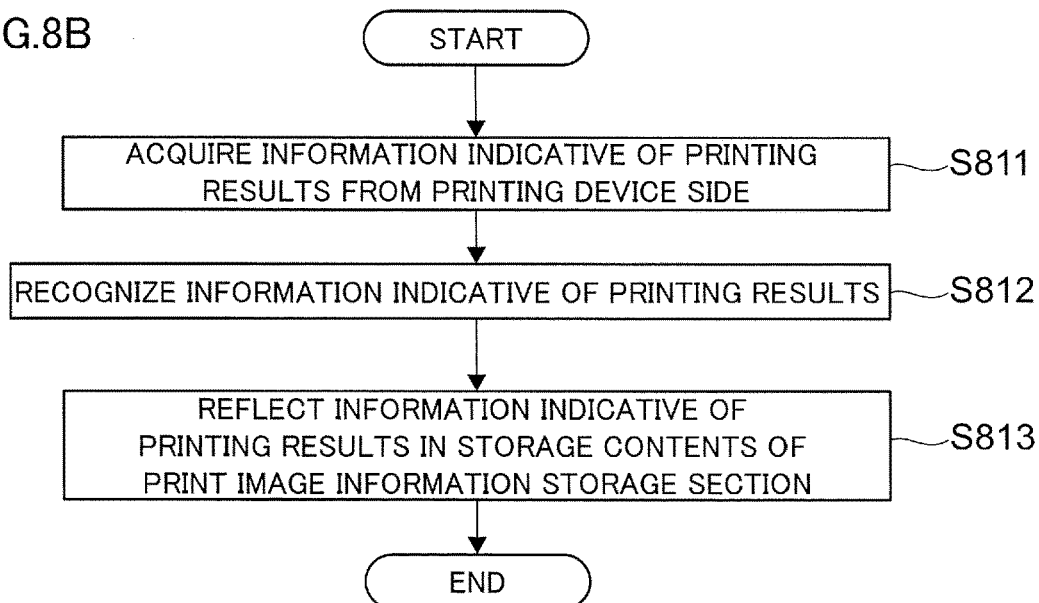 G.8B
START
ACQUIRE INFORMATION INDICATIVE OF PRINTING
RESULTS FROM PRINTING DEVICE SIDE
S811
RECOGNIZE INFORMATION INDICATIVE OF PRINTING RESULTS
S812
REFLECT INFORMATION INDICATIVE OF
PRINTING RESULTS IN STORAGE CONTENTS OF
PRINT IMAGE INFORMATION STORAGE SECTION
S813
END